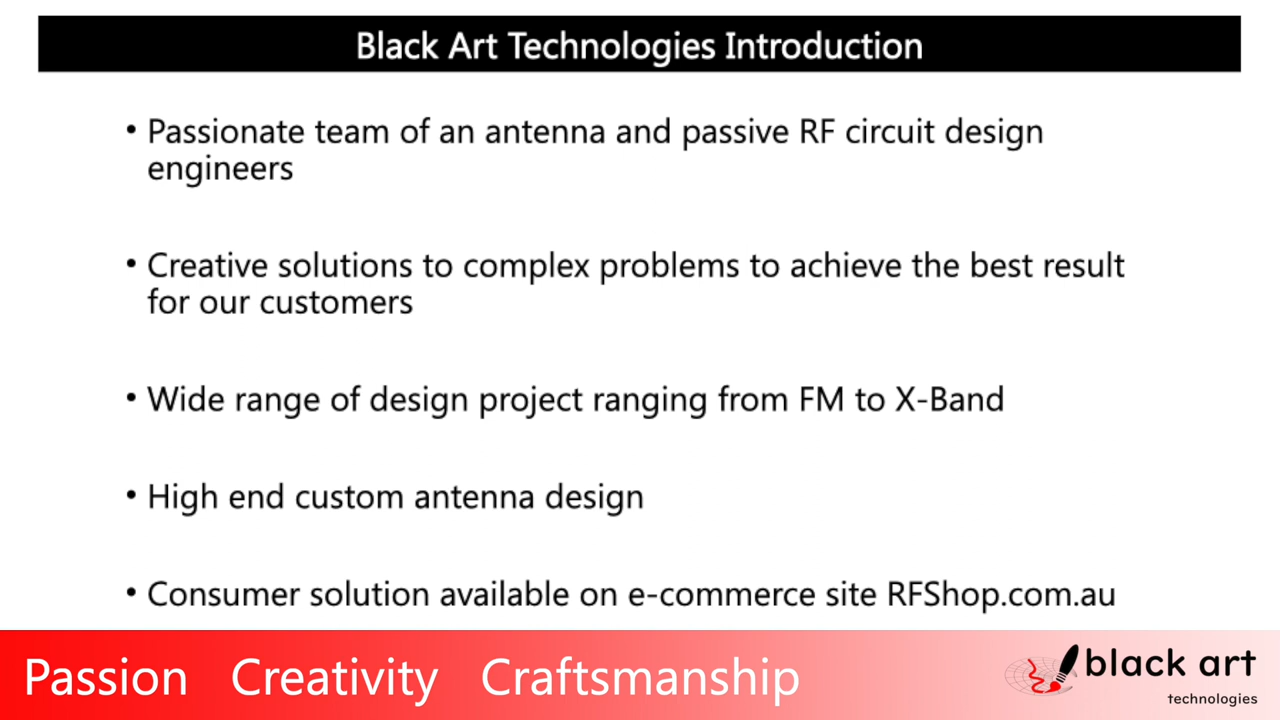 Black Art Technologies Introduction
• Passionate team of an antenna and passive RF circuit design
engineers
• Creative solutions to complex problems to achieve the best result
for our customers
• Wide range of design project ranging from FM to X-Band
• High end custom antenna design
• Consumer solution available on e-commerce site RFShop.com.au
Passion Creativity Craftsmanship
black art
technologies